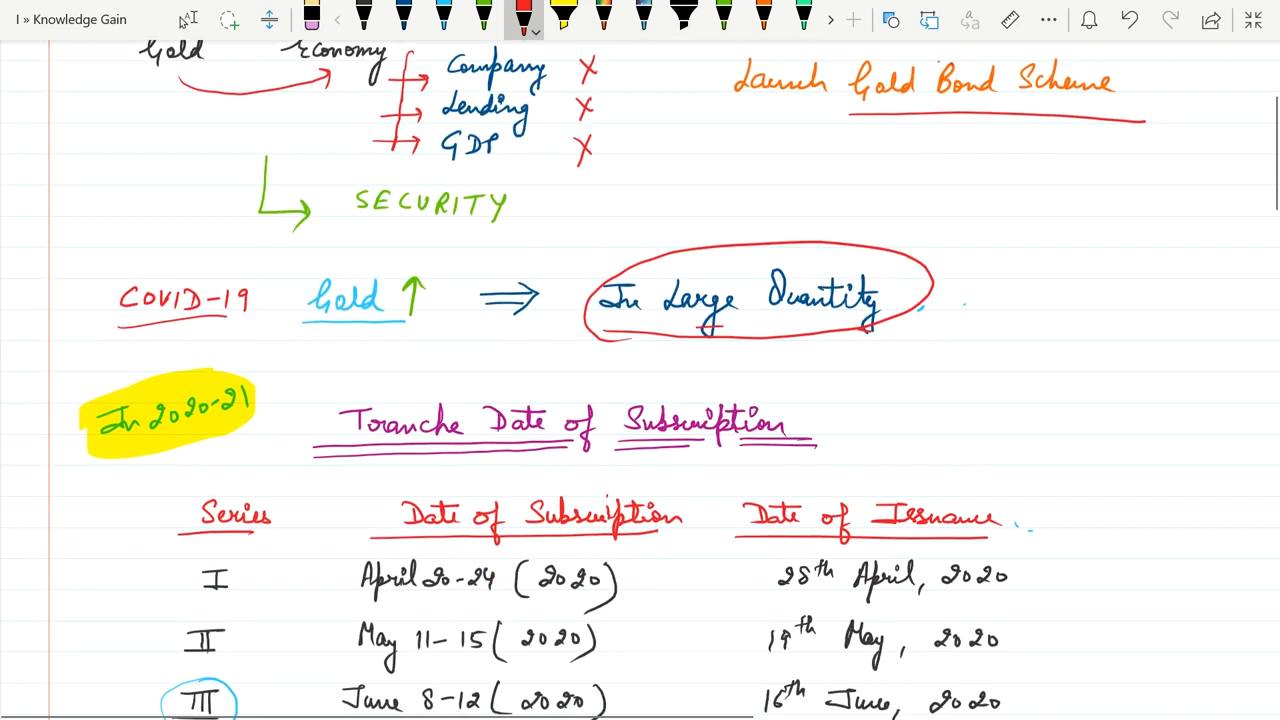 I » Knowledge Gain
Gold Economy
Company X
Lending X
GDP X
Launch Gold Bond Scheme
SECURITY
COVID-19 Gold ↑ ⇒ In Large Quantity
In 2020-21
Tranche Date of Subscription
Series Date of Subscription Date of Issuance
I April 20-24 (2020) 28th April, 2020
II May 11-15 (2020) 19th May, 2020
III June 8-12 (2020) 16th June, 2020